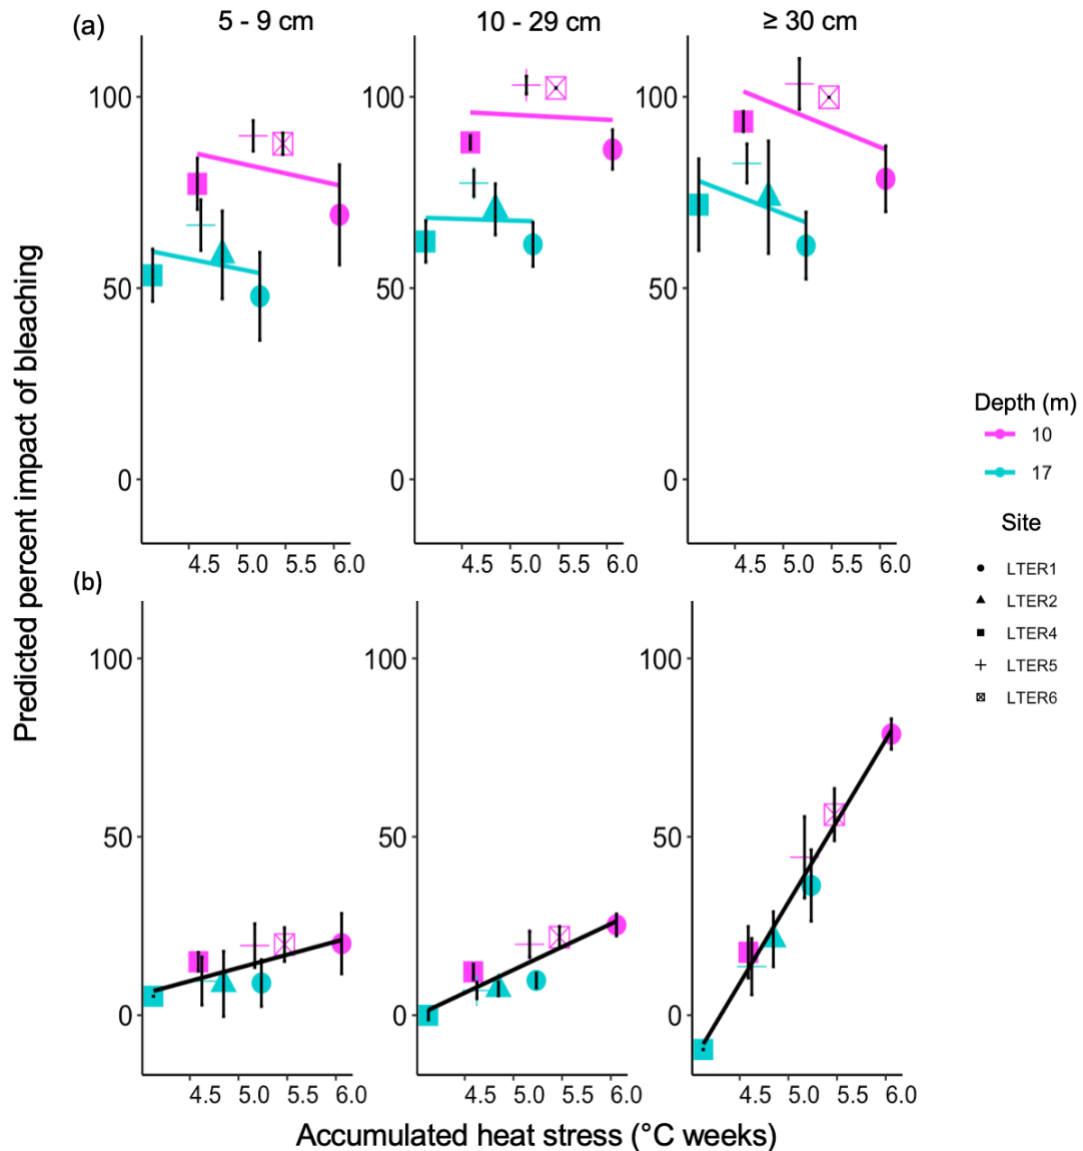 (a)
5 - 9 cm
10 - 29 cm
≥ 30 cm
100
100
100
50
50
50
0
0
0
4.5 5.0 5.5 6.0
4.5 5.0 5.5 6.0
4.5 5.0 5.5 6.0
Predicted percent impact of bleaching
Depth (m)
10
17
Site
LTER1
LTER2
LTER4
LTER5
LTER6
(b)
100
100
100
50
50
50
0
0
0
4.5 5.0 5.5 6.0
4.5 5.0 5.5 6.0
4.5 5.0 5.5 6.0
Accumulated heat stress (°C weeks)